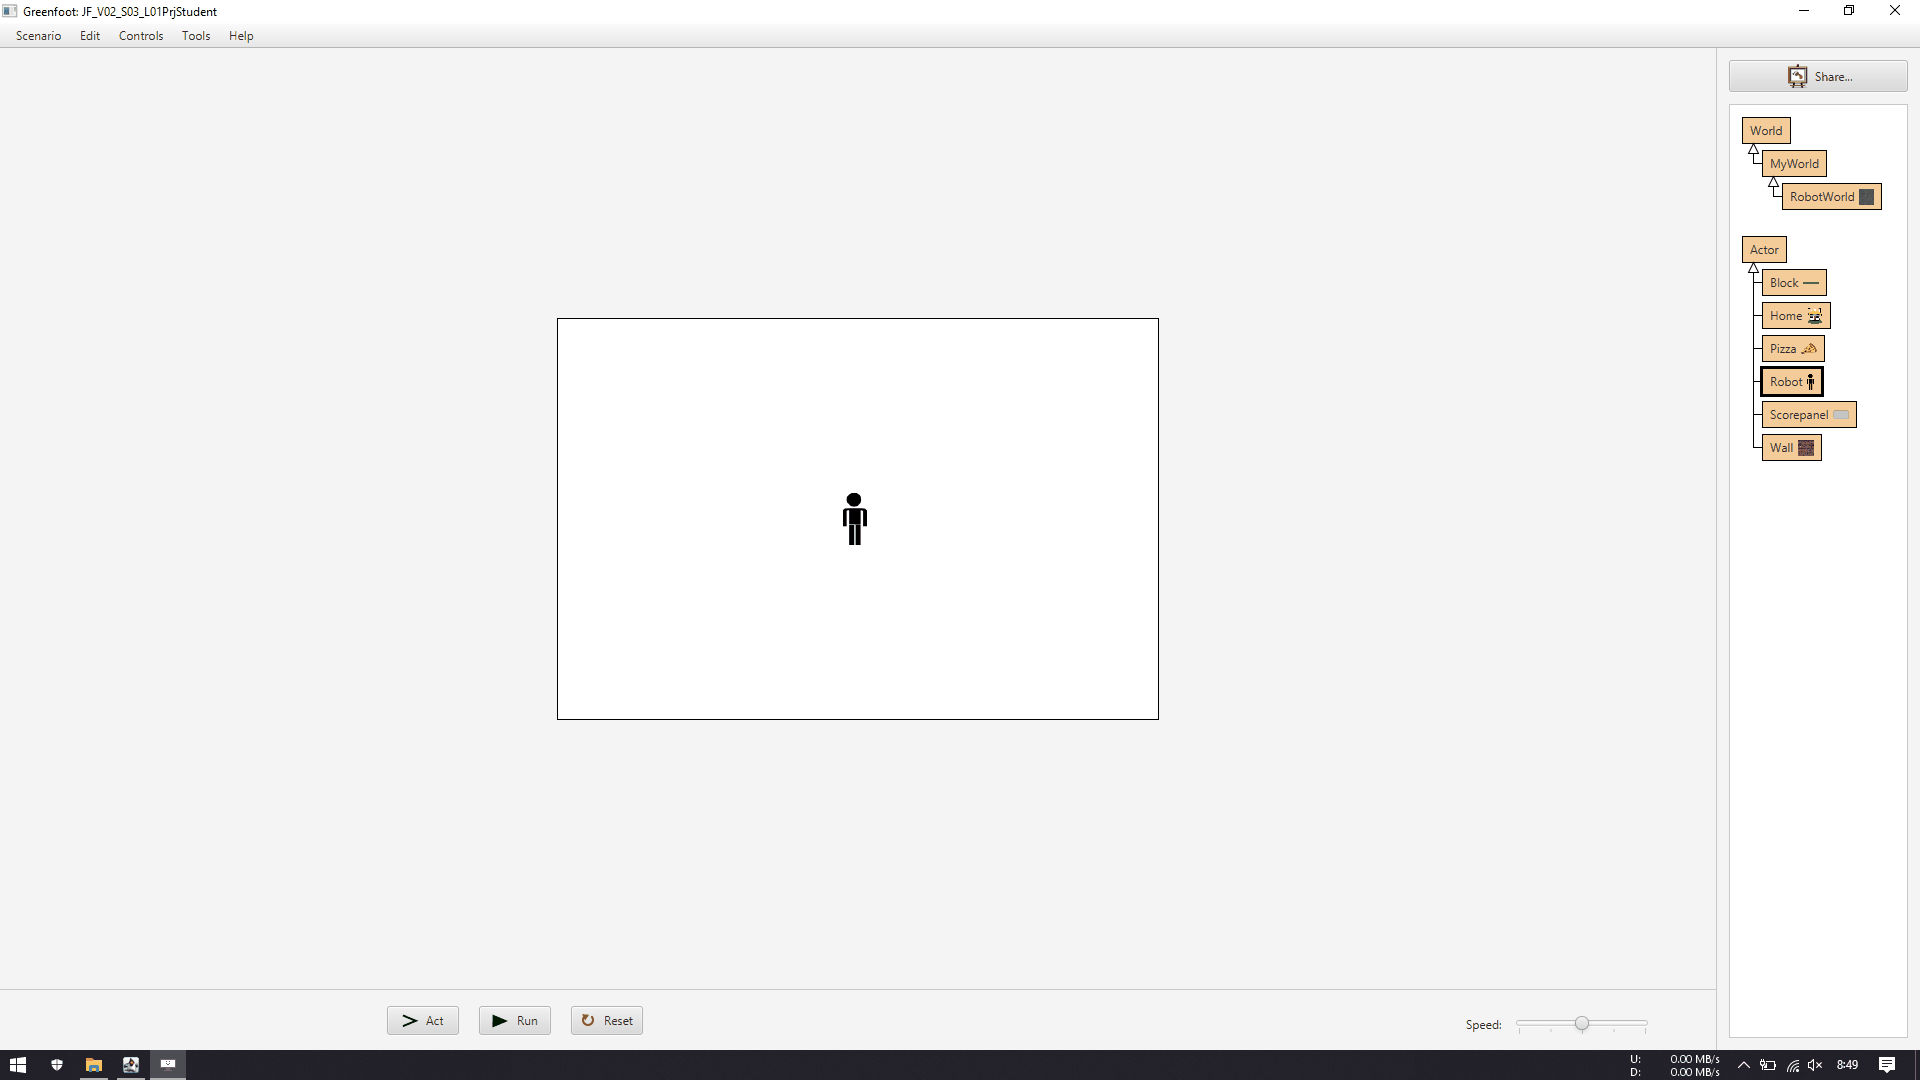 Greenfoot: JF_V02_S03_L01PrjStudent
Scenario Edit Controls Tools Help
Share...
World
MyWorld
RobotWorld
Actor
Block
Home
Pizza
Robot
Scorepanel
Wall
Act Run Reset
Speed:
U: 0.00 MB/s
D: 0.00 MB/s
8:49